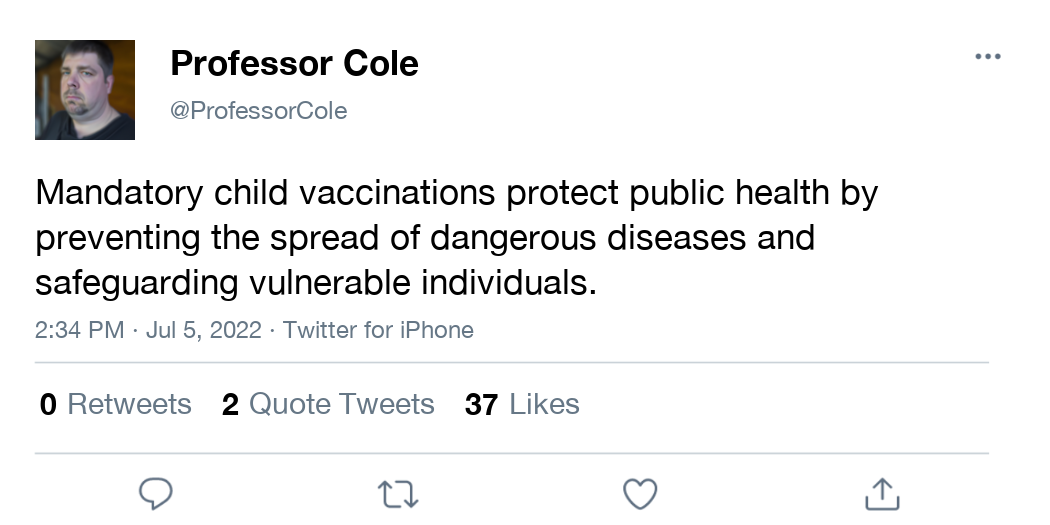 Professor Cole
@ProfessorCole
Mandatory child vaccinations protect public health by
preventing the spread of dangerous diseases and
safeguarding vulnerable individuals.
2:34 PM · Jul 5, 2022 · Twitter for iPhone
0 Retweets 2 Quote Tweets 37 Likes